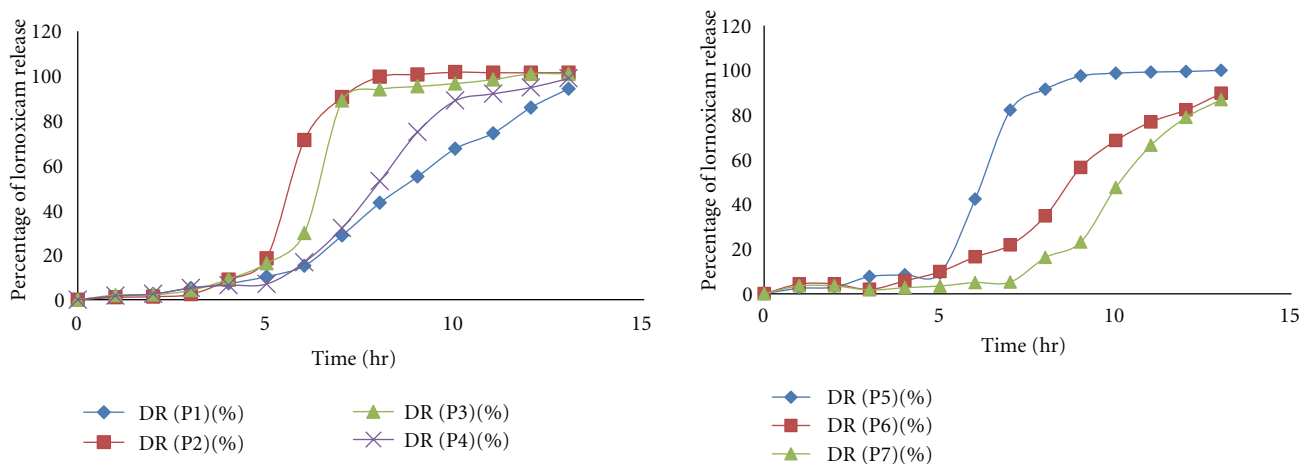 Percentage of lornoxicam release
120
100
80
60
40
20
0
0
5
10
15
Time (hr)
DR (P1)(%)
DR (P3)(%)
DR (P2)(%)
DR (P4)(%)
Percentage of lornoxicam release
120
100
80
60
40
20
0
0
5
10
15
Time (hr)
DR (P5)(%)
DR (P6)(%)
DR (P7)(%)